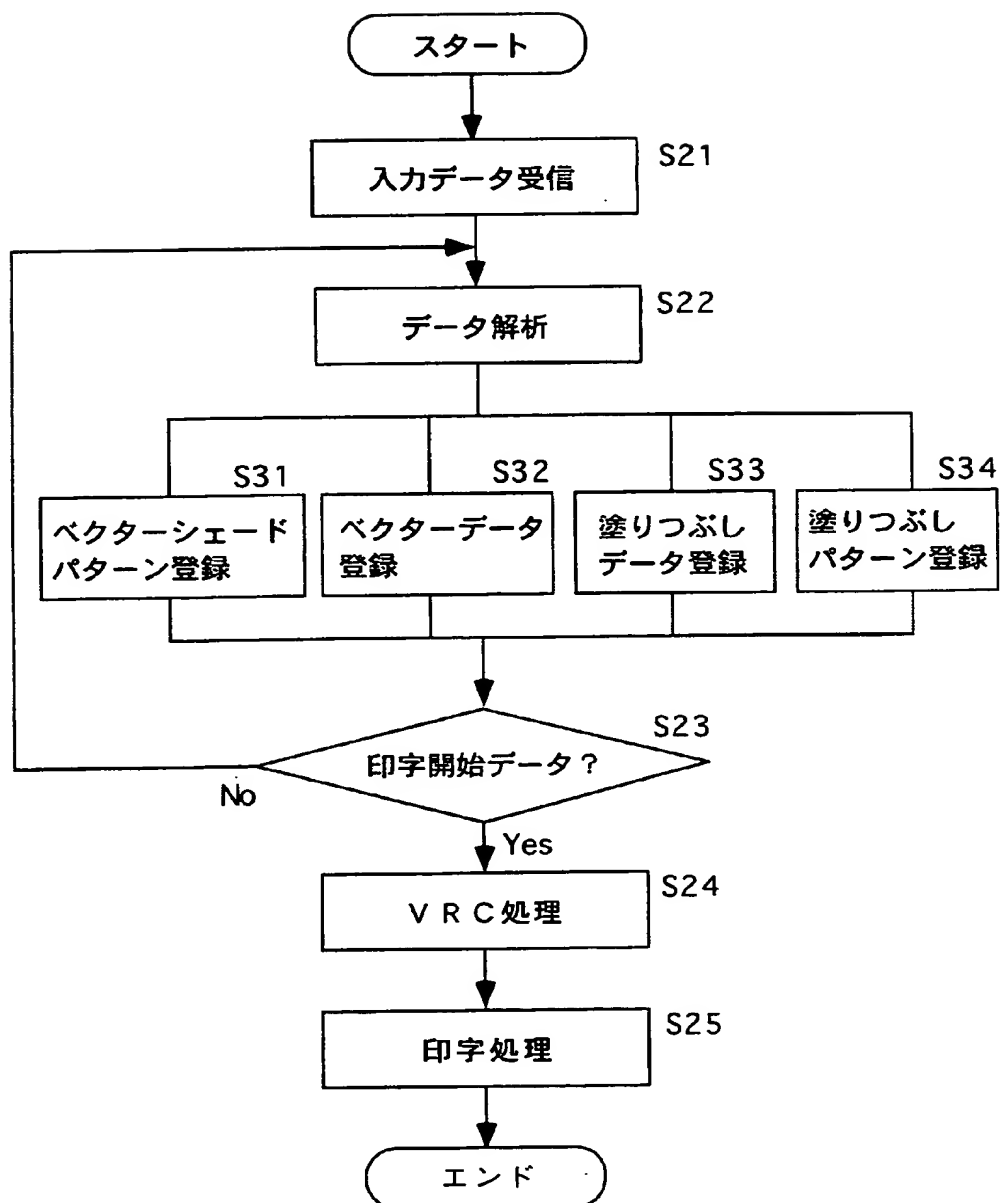 スタート
入力データ受信
S21
データ解析
S22
S31
S32
S33
S34
ベクターシェード
パターン登録
ベクターデータ
登録
塗りつぶし
データ登録
塗りつぶし
パターン登録
印字開始データ？
S23
No
Yes
VRC処理
S24
印字処理
S25
エンド